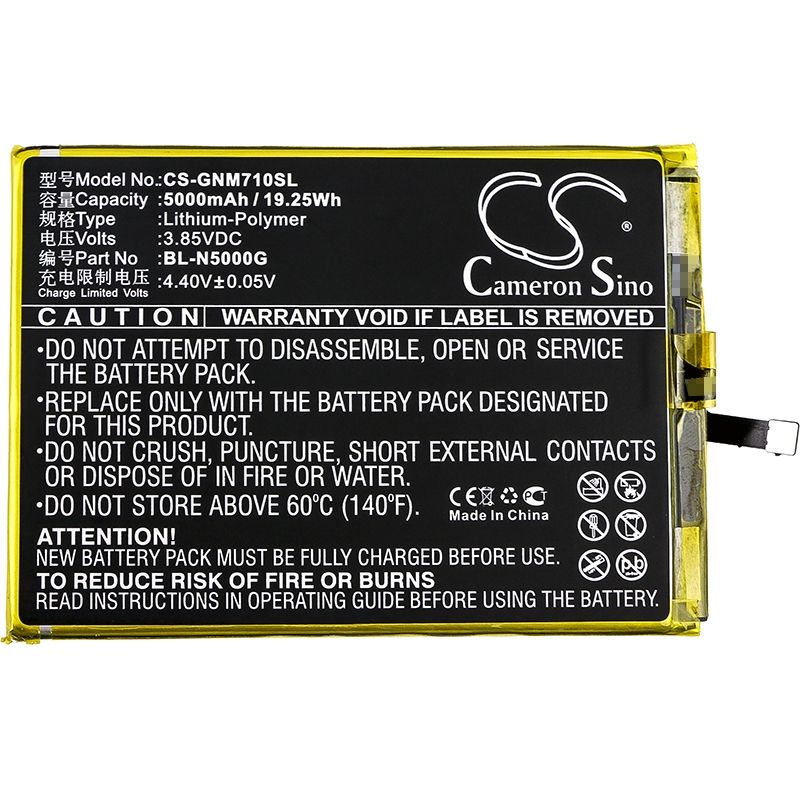 型号Model No.: CS-GNM710SL
容量Capacity : 5000mAh / 19.25Wh
规格Type : Lithium-Polymer
电压Volts : 3.85VDC
编号Part No : BL-N5000G
充电限制电压 : 4.40V±0.05V
Charge Limited Volts
CS
®
Cameron Sino
CAUTION WARRANTY VOID IF LABEL IS REMOVED
•DO NOT ATTEMPT TO DISASSEMBLE, OPEN OR SERVICE
THE BATTERY PACK.
•REPLACE ONLY WITH THE BATTERY PACK DESIGNATED
FOR THIS PRODUCT.
•DO NOT CRUSH, PUNCTURE, SHORT EXTERNAL CONTACTS
OR DISPOSE OF IN FIRE OR WATER.
•DO NOT STORE ABOVE 60ºC (140ºF).
CE PCT
Made In China
Pb
ATTENTION!
NEW BATTERY PACK MUST BE FULLY CHARGED BEFORE USE
TO REDUCE RISK OF FIRE OR BURNS
READ INSTRUCTIONS IN OPERATING GUIDE BEFORE USING THE BATTERY.